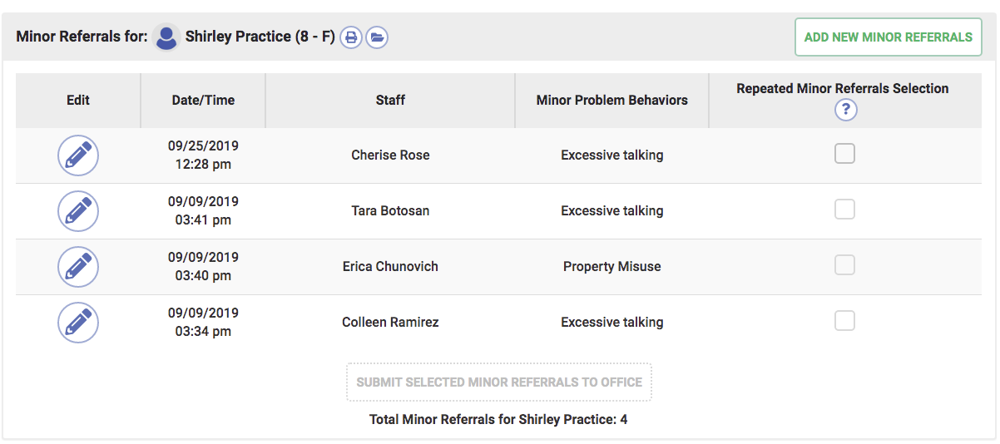 Minor Referrals for: Shirley Practice (8 - F)
ADD NEW MINOR REFERRALS
Edit
Date/Time
Staff
Minor Problem Behaviors
Repeated Minor Referrals Selection
?
09/25/2019
12:28 pm
Cherise Rose
Excessive talking
09/09/2019
03:41 pm
Tara Botosan
Excessive talking
09/09/2019
03:40 pm
Erica Chunovich
Property Misuse
09/09/2019
03:34 pm
Colleen Ramirez
Excessive talking
SUBMIT SELECTED MINOR REFERRALS TO OFFICE
Total Minor Referrals for Shirley Practice: 4